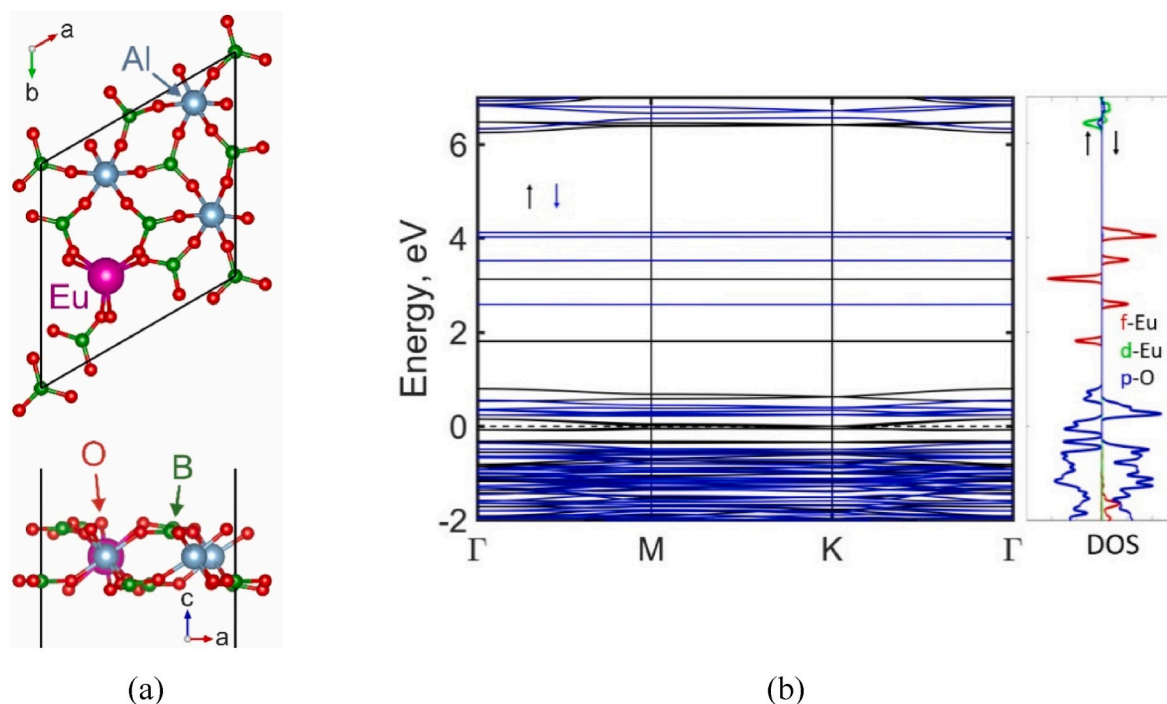 a
b
Al
Eu
O
B
c
a
(a)
Energy, eV
6
4
2
0
-2
↑ ↓
Γ
M
K
Γ
↑ ↓
f-Eu
d-Eu
p-O
DOS
(b)